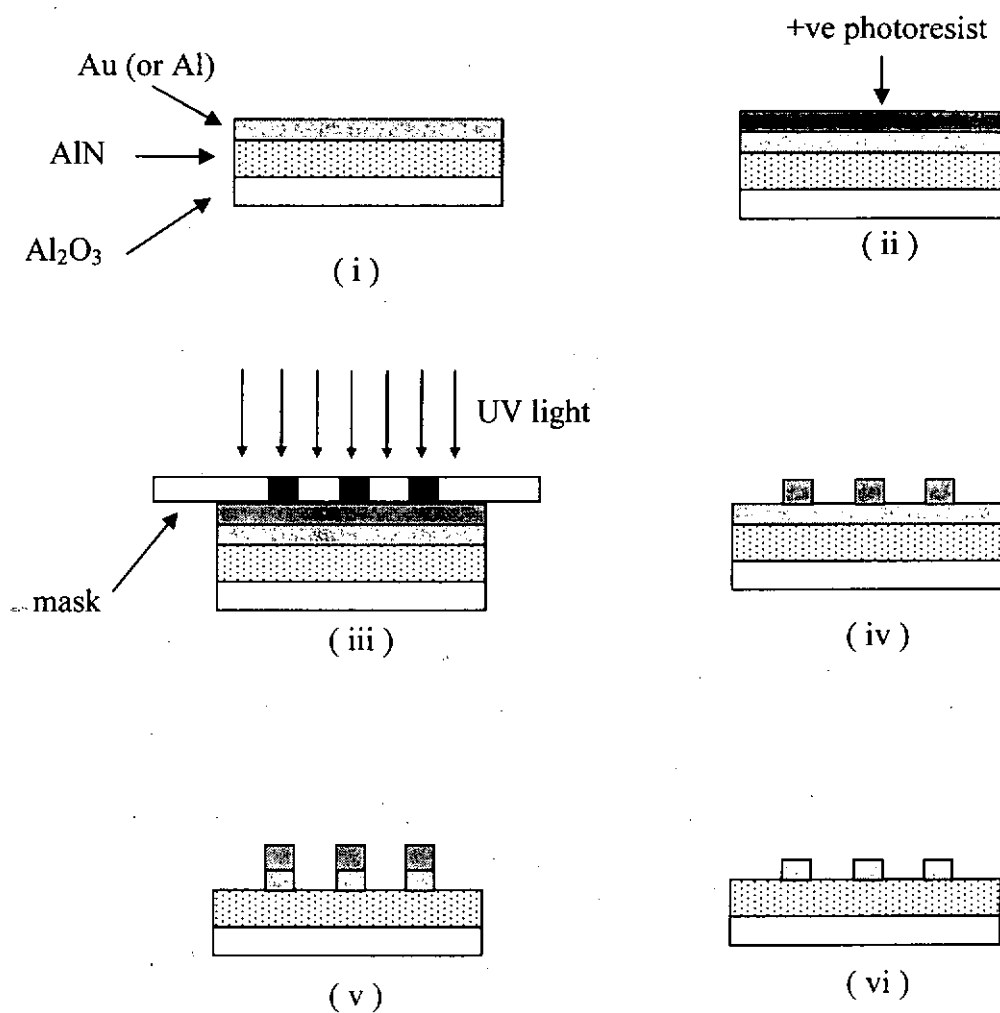 +ve photoresist
Au (or Al)
AlN
Al₂O₃
( i )
( ii )
UV light
mask
( iii )
( iv )
( v )
( vi )